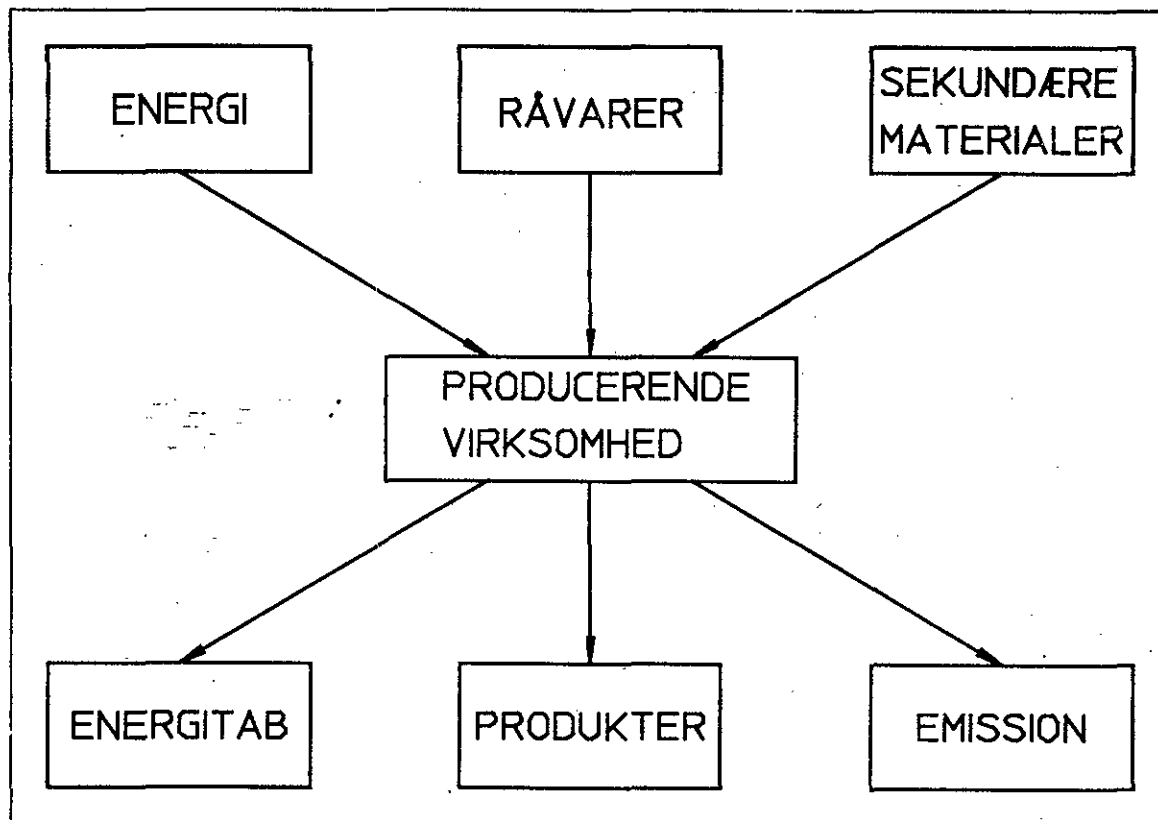 ENERGI
RÅVARER
SEKUNDÆRE
MATERIALER
PRODUCERENDE
VIRKSOMHED
ENERGITAB
PRODUKTER
EMISSION